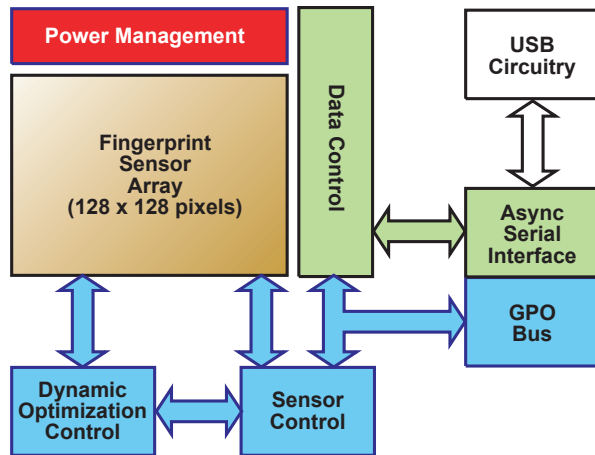 Power Management
Fingerprint
Sensor
Array
(128 x 128 pixels)
Data Control
USB
Circuitry
Async
Serial
Interface
GPO
Bus
Dynamic
Optimization
Control
Sensor
Control